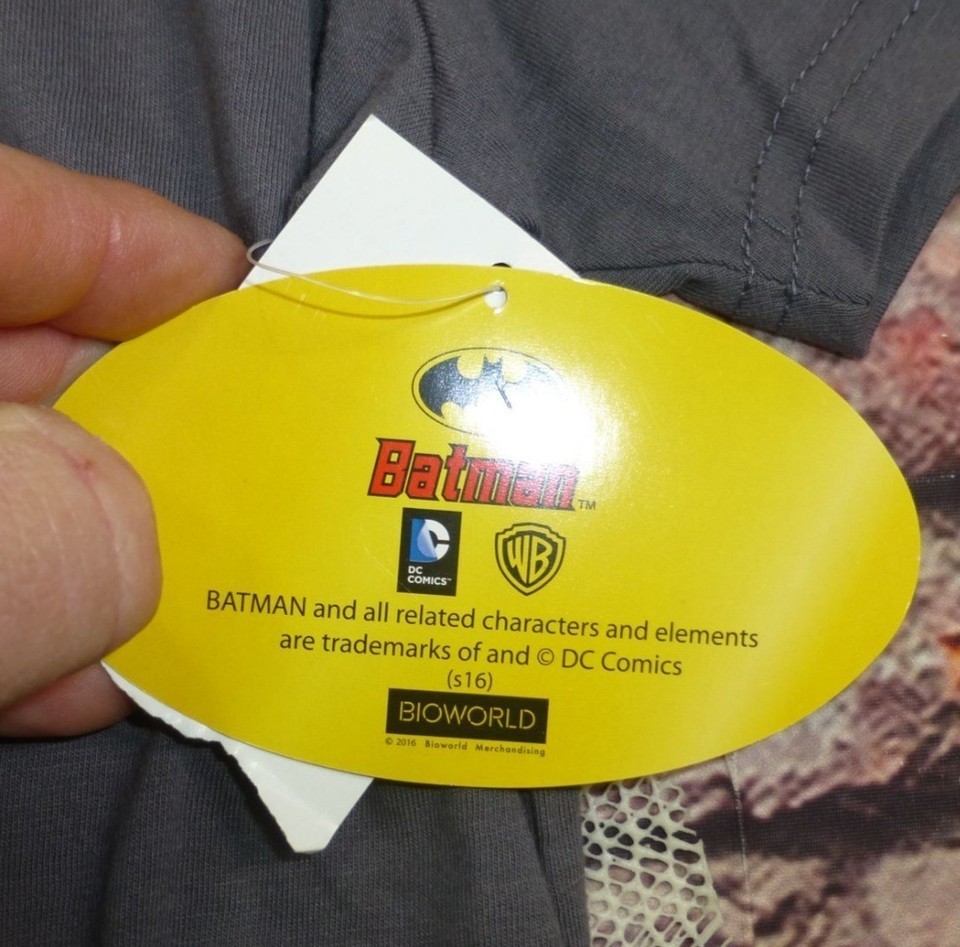 Batman™
DC
COMICS™
WB
BATMAN and all related characters and elements
are trademarks of and © DC Comics
(s16)
BIOWORLD
© 2016 Bioworld Merchandising